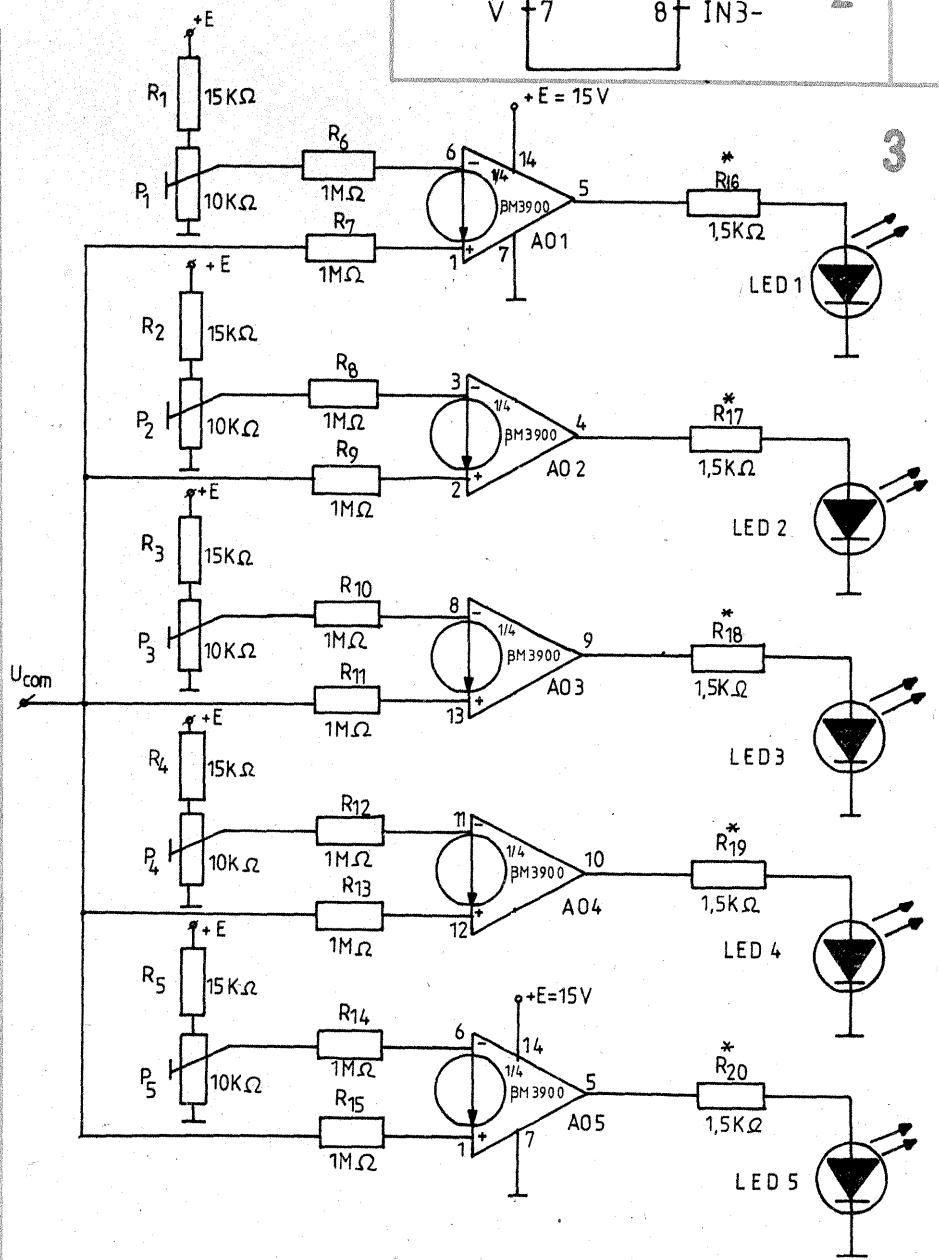 V 7 8 IN3-
3
+E
R1 15KΩ
P1 10KΩ
R6
1MΩ
R7
1MΩ
+E = 15V
6 - 14
1/4
βM3900
5
1 + 7
AO1
*
R16
1,5KΩ
LED 1
+E
R2 15KΩ
P2 10KΩ
R8
1MΩ
R9
1MΩ
3 -
1/4
βM3900
4
2 +
AO2
*
R17
1,5KΩ
LED 2
+E
R3 15KΩ
P3 10KΩ
R10
1MΩ
R11
1MΩ
8 -
1/4
βM3900
9
13 +
AO3
*
R18
1,5KΩ
LED3
Ucom
+E
R4 15KΩ
P4 10KΩ
R12
1MΩ
R13
1MΩ
11 -
1/4
βM3900
10
12 +
AO4
*
R19
1,5KΩ
LED 4
+E
R5 15KΩ
P5 10KΩ
R14
1MΩ
R15
1MΩ
+E=15V
6 - 14
1/4
βM3900
5
1 + 7
AO5
*
R20
1,5KΩ
LED 5